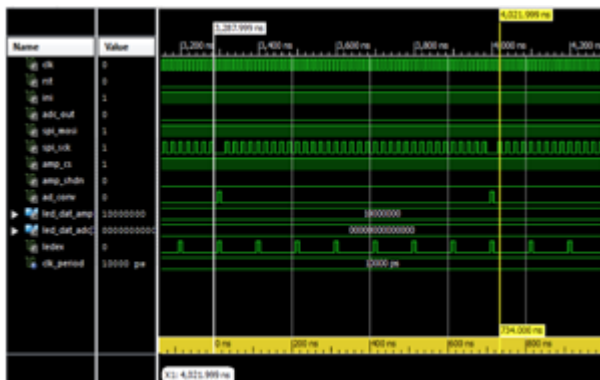 4,021.999 ns
3,287.999 ns
Name Value
3,200 ns 3,400 ns 3,600 ns 3,800 ns 4,000 ns 4,200 ns
clk 0
rst 0
ini 1
adc_out 0
spi_mosi 1
spi_sck 1
amp_cs 1
amp_shdn 0
ad_conv 0
led_dat_amp 10000000 10000000
led_dat_adc
ledex 0
clk_period 10000 ps 10000 ps
734.000 ns
0 ns 200 ns 400 ns 600 ns 800 ns
X1: 4,021.999 ns